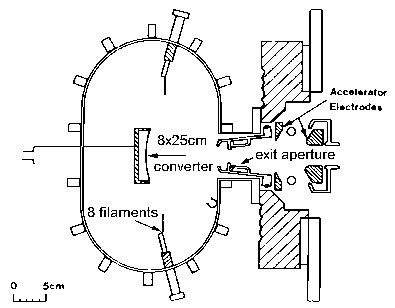 Accelerator
Electrodes
8x25cm
exit aperture
converter
8 filaments
0 5cm